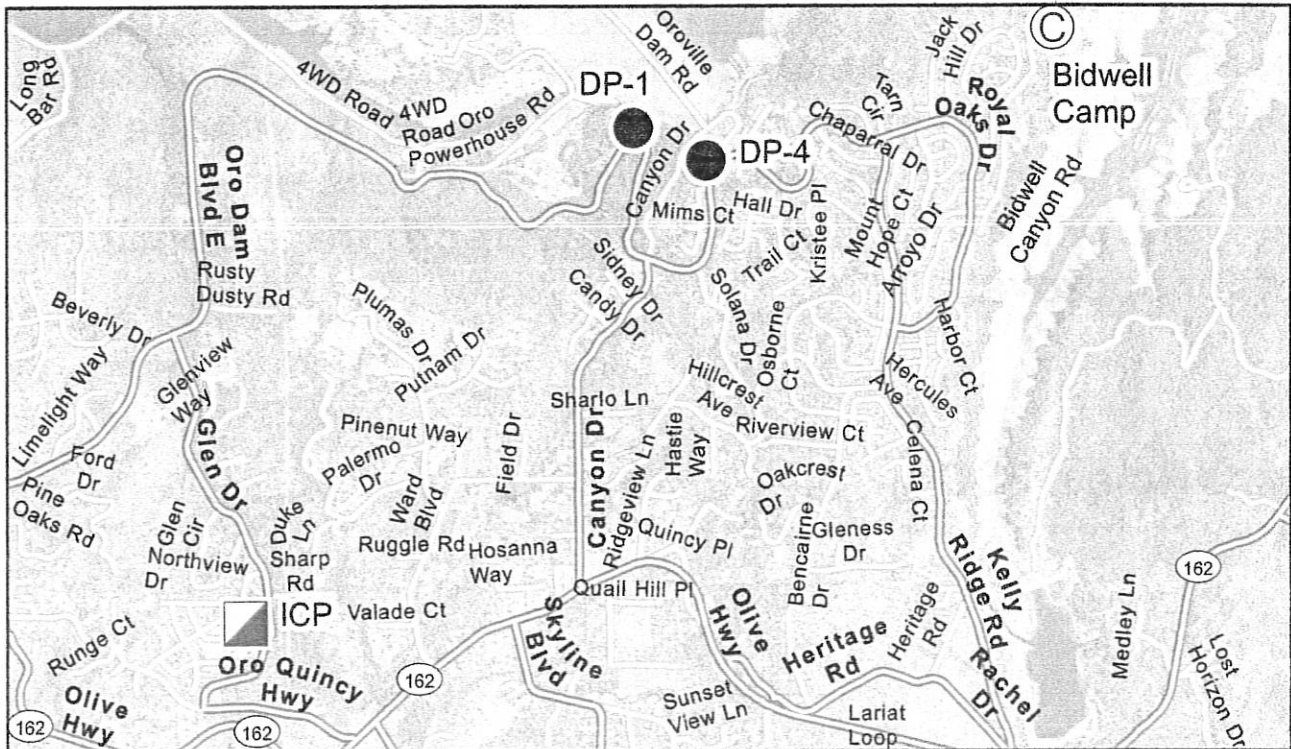 Long
Bar Rd
4WD Road
4WD
Road Oro
Powerhouse Rd
DP-1
Oroville
Dam Rd
DP-4
Canyon Dr
Mims Ct
Hall Dr
Tarn
Cir
Chaparral Dr
Jack
Hill Dr
Royal
Oaks Dr
C
Bidwell
Camp
Bidwell
Canyon Rd
Oro Dam
Blvd E
Rusty
Dusty Rd
Beverly Dr
Limelight Way
Glenview
Way
Plumas Dr
Putnam Dr
Sidney Dr
Candy Dr
Solana Dr
Trail Ct
Kristee Pl
Osborne
Ct
Mount
Hope Ct
Arroyo Dr
Harbor Ct
Hercules
Ave
Celena Ct
Ford
Dr
Pine
Oaks Rd
Glen Dr
Glen
Cir
Northview
Dr
Duke
Ln
Sharp
Rd
Pinenut Way
Palermo
Dr
Ward
Blvd
Ruggle Rd
Field Dr
Hosanna
Way
Sharlo Ln
Canyon Dr
Ridgeview Ln
Hastie
Way
Hillcrest
Ave
Riverview Ct
Oakcrest
Dr
Quincy Pl
Bencairne
Dr
Gleness
Dr
Quail Hill Pl
ICP
Valade Ct
Runge Ct
Oro Quincy
Hwy
Olive
Hwy
162
162
162
Skyline
Blvd
Olive
Hwy
Sunset
View Ln
Heritage
Rd
Heritage
Rd
Kelly
Ridge Rd
Rachel
Dr
Lariat
Loop
Medley Ln
162
Lost
Horizon Dr